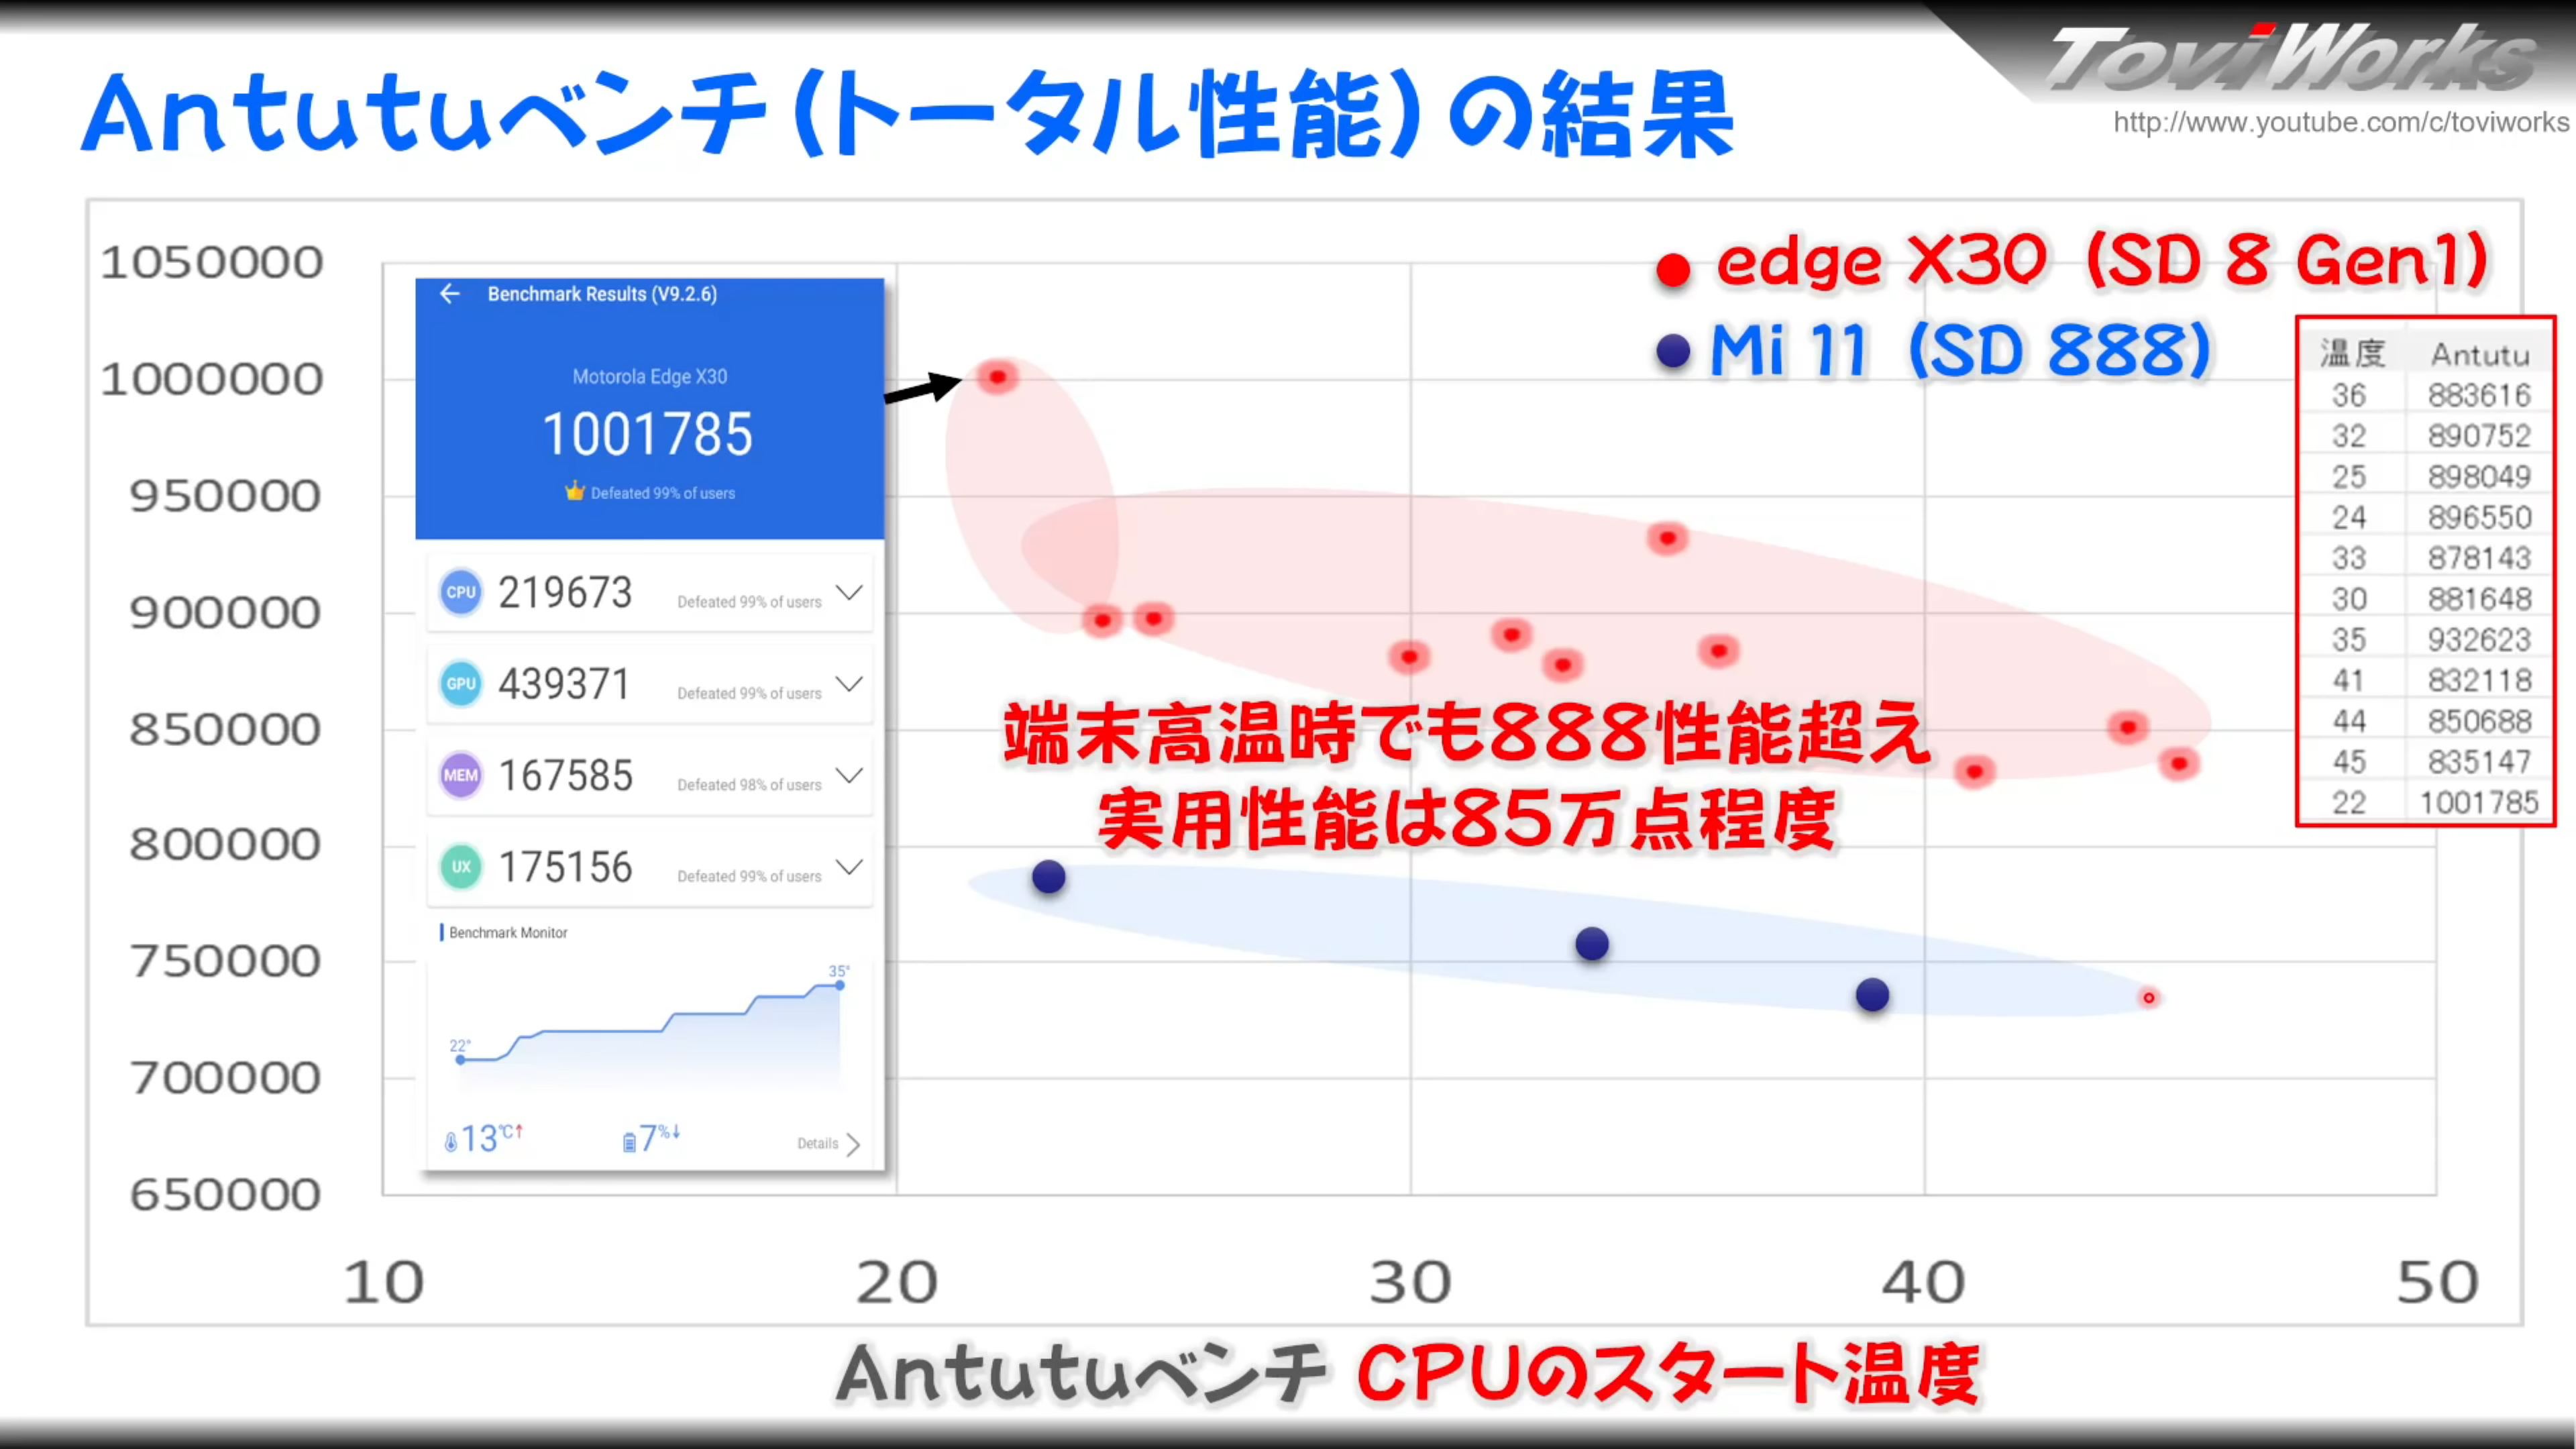 ToviWorks
http://www.youtube.com/c/toviworks
Antutuベンチ(トータル性能)の結果
1050000
1000000
950000
900000
850000
800000
750000
700000
650000
10
20
30
40
50
Benchmark Results (V9.2.6)
Motorola Edge X30
1001785
Defeated 99% of users
CPU 219673 Defeated 99% of users
GPU 439371 Defeated 99% of users
MEM 167585 Defeated 98% of users
UX 175156 Defeated 99% of users
Benchmark Monitor
35°
22°
13℃↑ 7%↓ Details
edge X30 (SD 8 Gen1)
Mi 11 (SD 888)
端末高温時でも888性能超え
実用性能は85万点程度
温度 Antutu
36 883616
32 890752
25 898049
24 896550
33 878143
30 881648
35 932623
41 832118
44 850688
45 835147
22 1001785
Antutuベンチ CPUのスタート温度